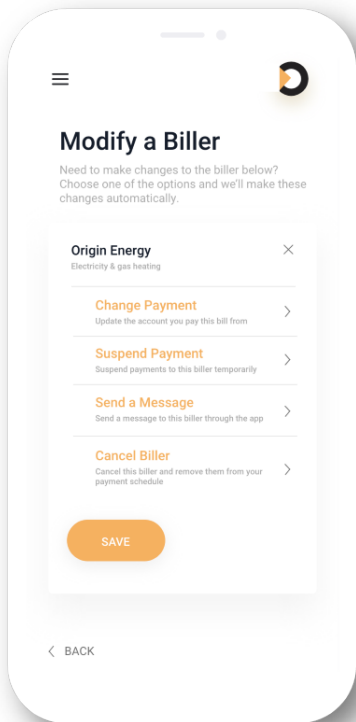 Modify a Biller
Need to make changes to the biller below?
Choose one of the options and we'll make these
changes automatically.
Origin Energy
Electricity & gas heating
Change Payment
Update the account you pay this bill from
Suspend Payment
Suspend payments to this biller temporarily
Send a Message
Send a message to this biller through the app
Cancel Biller
Cancel this biller and remove them from your
payment schedule
SAVE
BACK